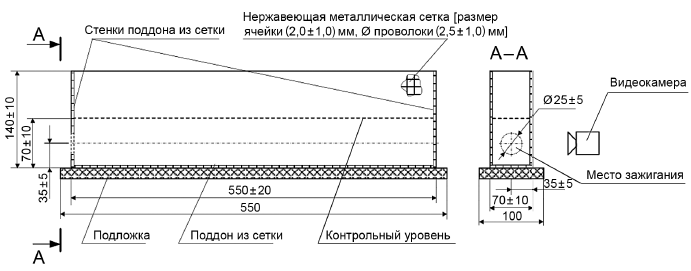 Нержавеющая металлическая сетка [размер
ячейки (2,0±1,0) мм, Ø проволоки (2,5±1,0) мм]
Стенки поддона из сетки
А
А–А
Видеокамера
Ø25±5
140±10
70±10
35±5
Место зажигания
550±20
550
35±5
70±10
100
А
Подложка
Поддон из сетки
Контрольный уровень